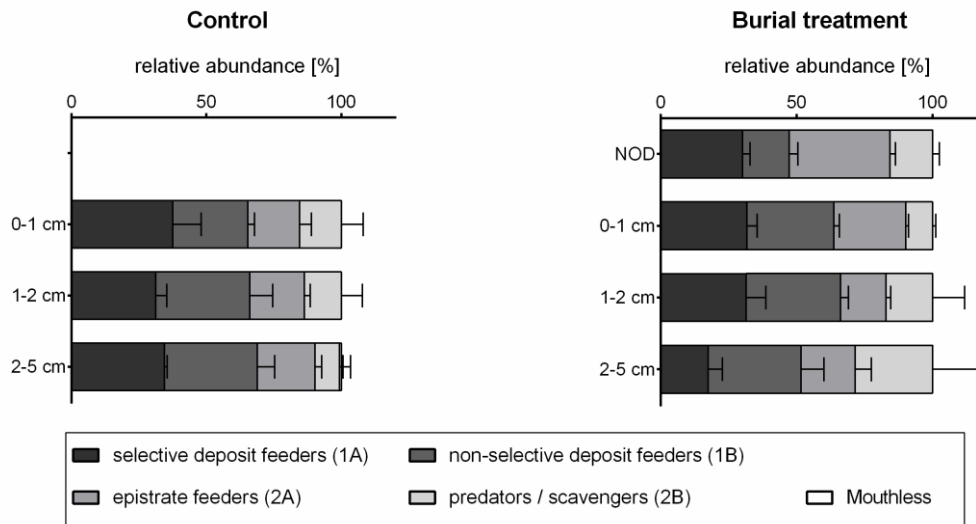 Control
relative abundance [%]
0 50 100
0-1 cm
1-2 cm
2-5 cm
Burial treatment
relative abundance [%]
0 50 100
NOD
0-1 cm
1-2 cm
2-5 cm
selective deposit feeders (1A) non-selective deposit feeders (1B)
epistrate feeders (2A) predators / scavengers (2B) Mouthless